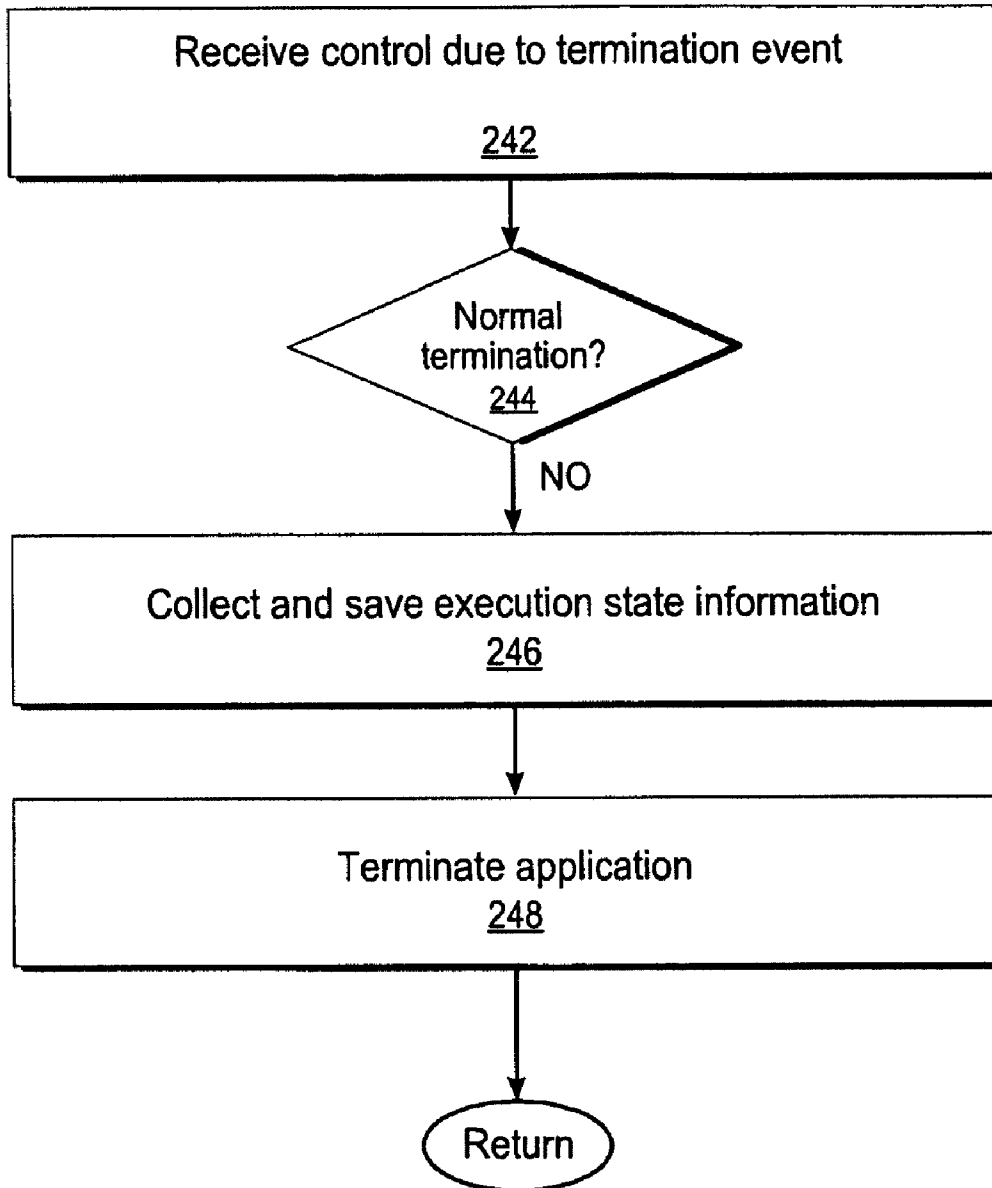 Receive control due to termination event
242
Normal
termination?
244
NO
Collect and save execution state information
246
Terminate application
248
Return